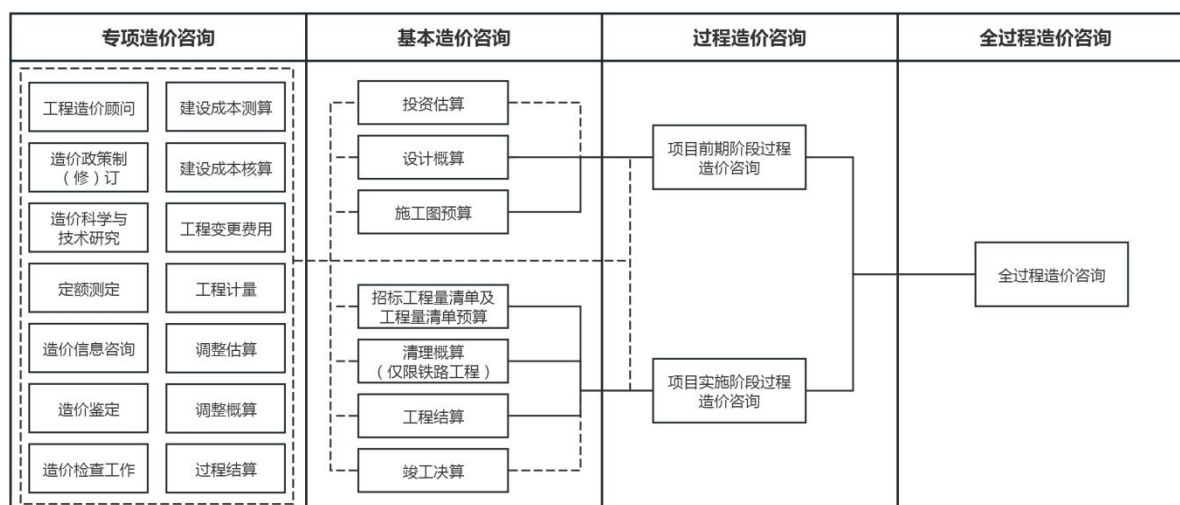 专项造价咨询
基本造价咨询
过程造价咨询
全过程造价咨询
工程造价顾问
建设成本测算
造价政策制
（修）订
建设成本核算
造价科学与
技术研究
工程变更费用
定额测定
工程计量
造价信息咨询
调整估算
造价鉴定
调整概算
造价检查工作
过程结算
投资估算
设计概算
施工图预算
招标工程量清单及
工程量清单预算
清理概算
（仅限铁路工程）
工程结算
竣工决算
项目前期阶段过程
造价咨询
项目实施阶段过程
造价咨询
全过程造价咨询